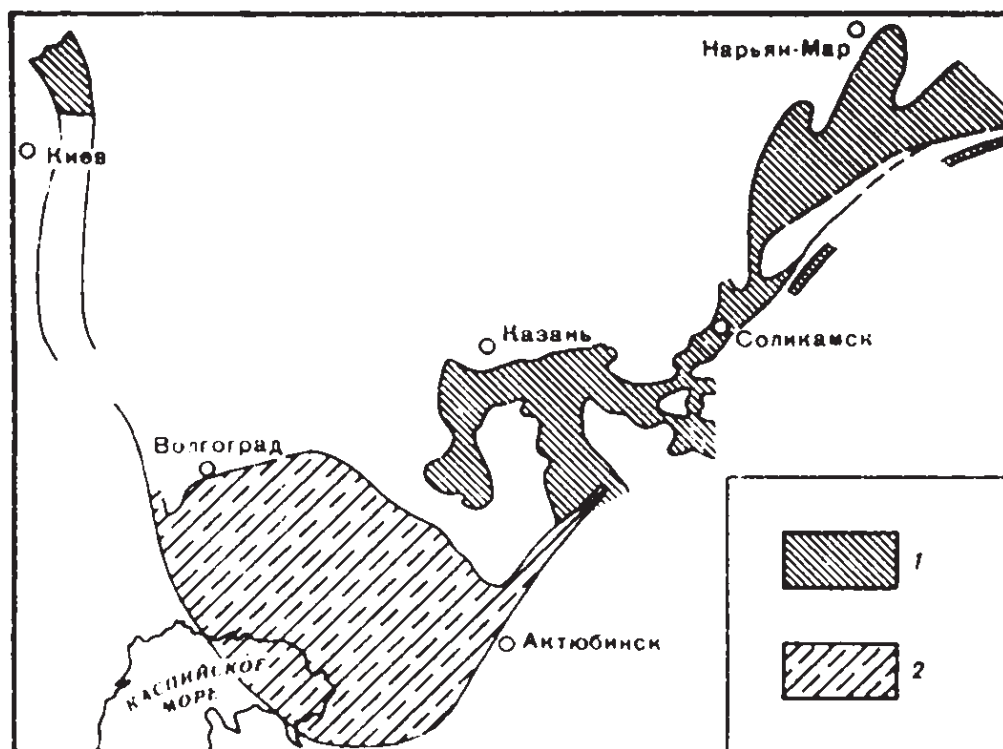 Нарьян-Мар
Киев
Казань
Соликамск
Волгоград
Актюбинск
КАСПИЙСКОЕ
МОРЕ
1
2